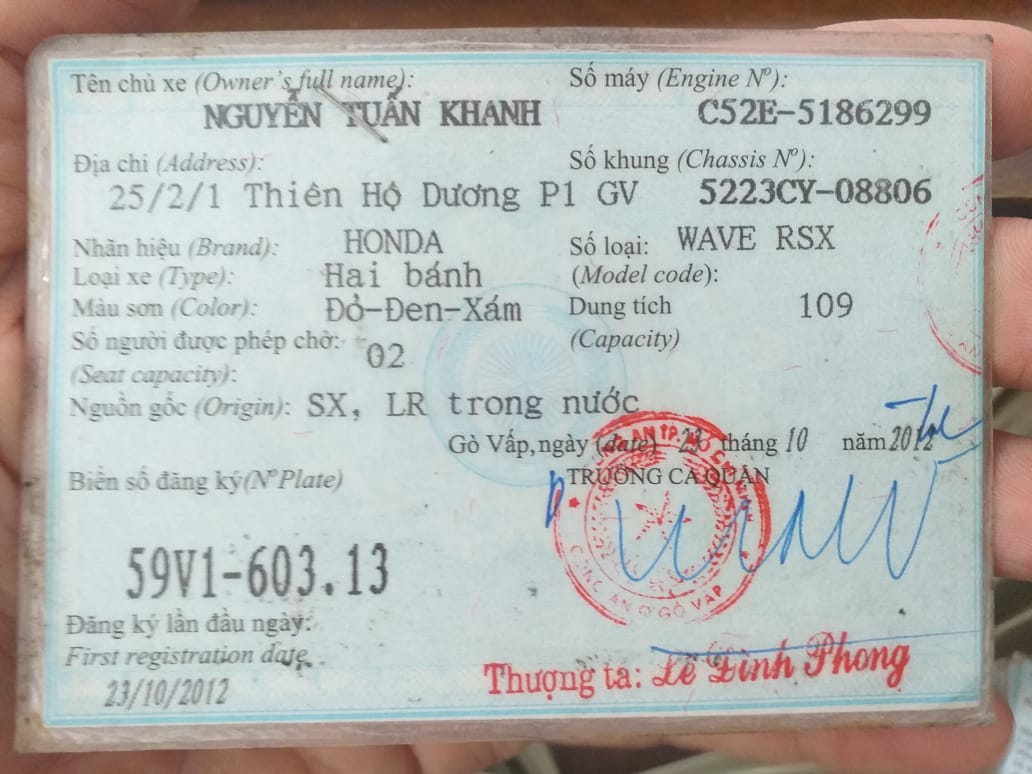 Tên chủ xe (Owner's full name):
NGUYỄN TUẤN KHANH
Số máy (Engine Nº):
C52E-5186299
Địa chỉ (Address):
25/2/1 Thiên Hộ Dương P1 GV
Số khung (Chassis Nº):
5223CY-08806
Nhãn hiệu (Brand): HONDA
Số loại: WAVE RSX
(Model code):
Loại xe (Type): Hai bánh
Màu sơn (Color): Đỏ-Đen-Xám
Dung tích 109
(Capacity)
Số người được phép chở: 02
(Seat capacity):
Nguồn gốc (Origin): SX, LR trong nước
Gò Vấp, ngày (date) 23 tháng 10 năm 2012
TRƯỞNG CA QUẬN
Biển số đăng ký(Nº Plate)
59V1-603.13
CÔNG AN Q GÒ VẤP
Đăng ký lần đầu ngày:
First registration date
23/10/2012
Thượng tá: Lê Đình Phong